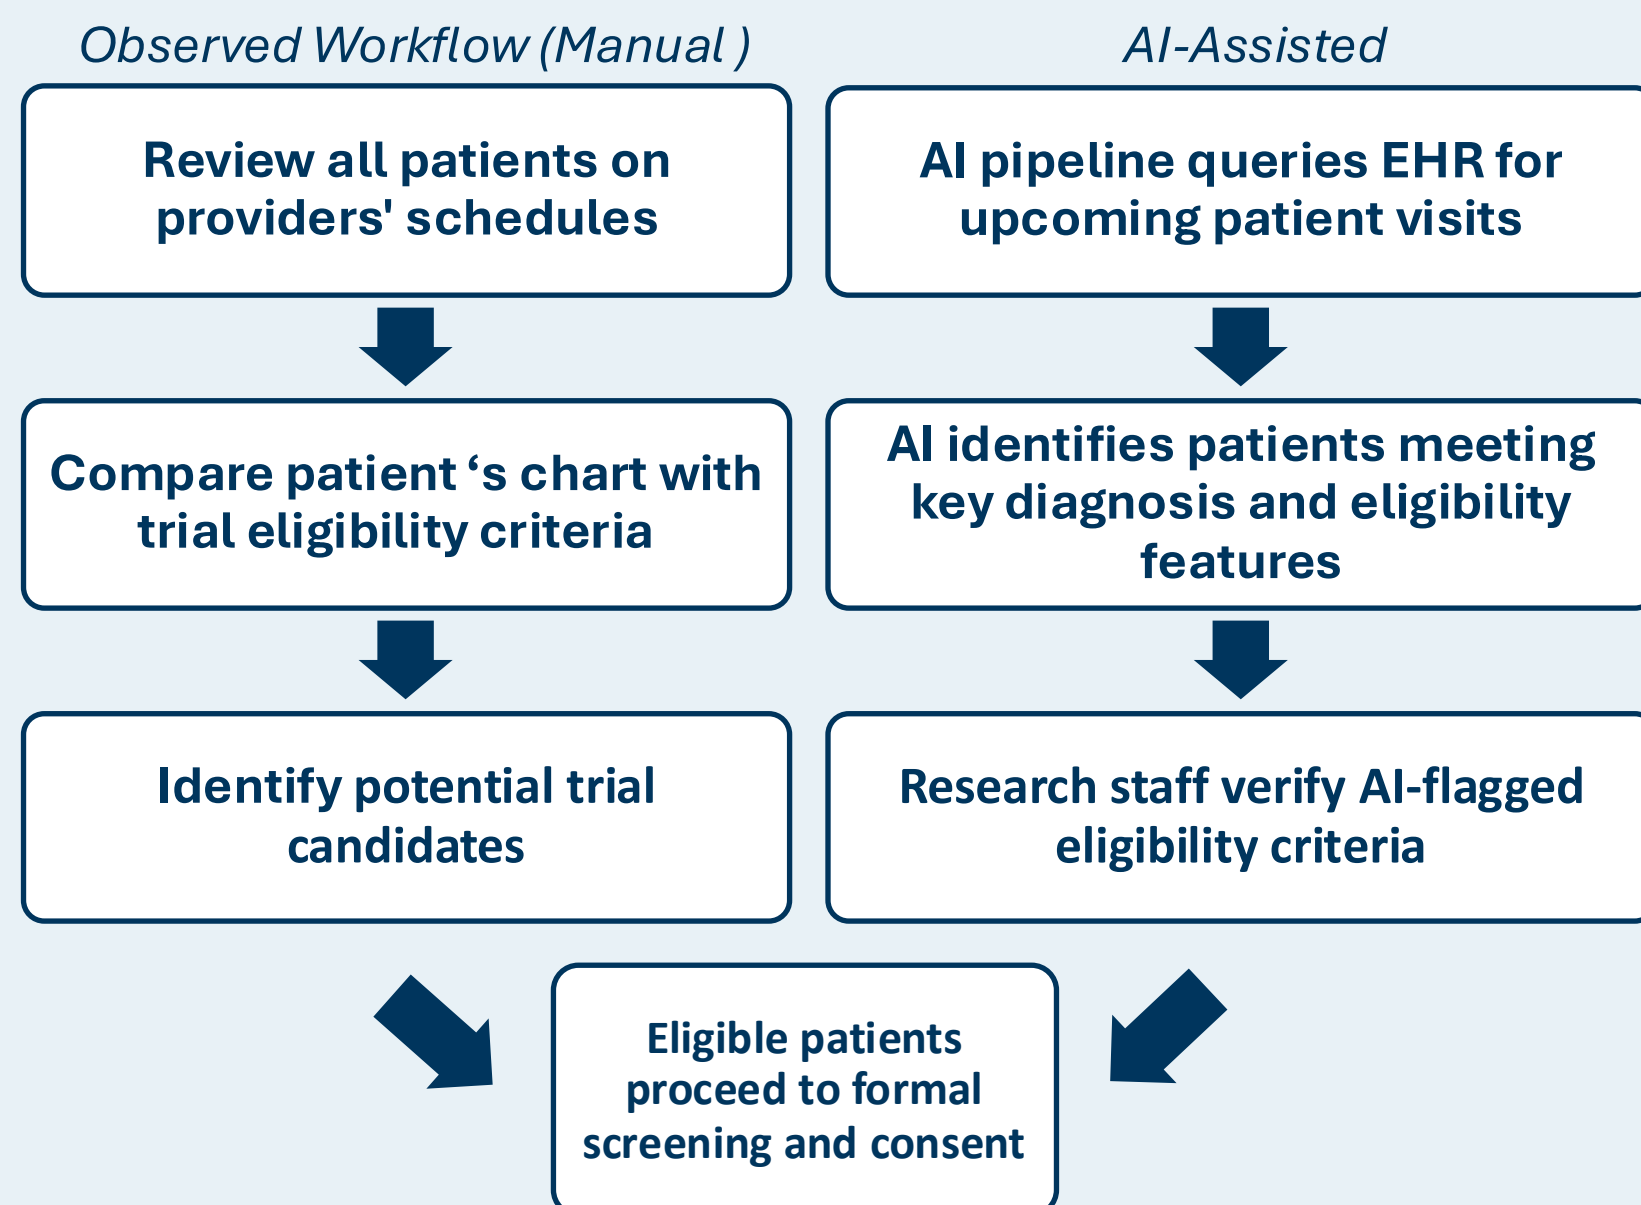 Observed Workflow (Manual )
Review all patients on
providers' schedules
Compare patient ‘s chart with
trial eligibility criteria
Identify potential trial
candidates
AI-Assisted
AI pipeline queries EHR for
upcoming patient visits
AI identifies patients meeting
key diagnosis and eligibility
features
Research staff verify AI-flagged
eligibility criteria
Eligible patients
proceed to formal
screening and consent